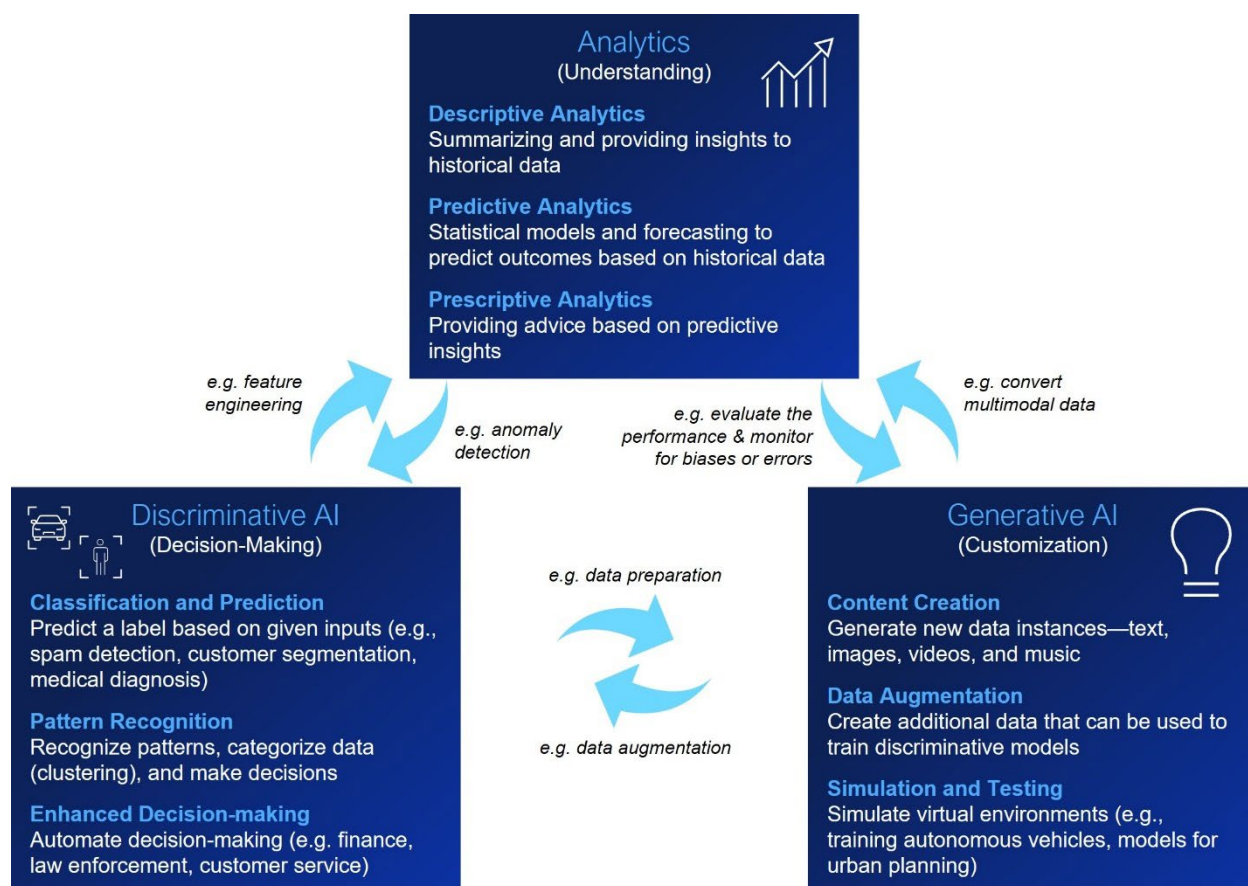 Analytics
(Understanding)
Descriptive Analytics
Summarizing and providing insights to
historical data
Predictive Analytics
Statistical models and forecasting to
predict outcomes based on historical data
Prescriptive Analytics
Providing advice based on predictive
insights
e.g. feature
engineering
e.g. anomaly
detection
e.g. evaluate the
performance & monitor
for biases or errors
e.g. convert
multimodal data
Discriminative AI
(Decision-Making)
Classification and Prediction
Predict a label based on given inputs (e.g.,
spam detection, customer segmentation,
medical diagnosis)
Pattern Recognition
Recognize patterns, categorize data
(clustering), and make decisions
Enhanced Decision-making
Automate decision-making (e.g. finance,
law enforcement, customer service)
e.g. data preparation
e.g. data augmentation
Generative AI
(Customization)
Content Creation
Generate new data instances—text,
images, videos, and music
Data Augmentation
Create additional data that can be used to
train discriminative models
Simulation and Testing
Simulate virtual environments (e.g.,
training autonomous vehicles, models for
urban planning)